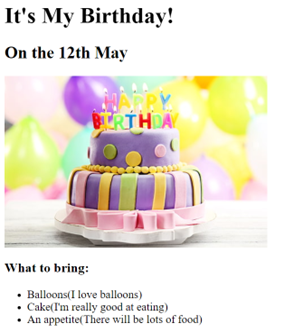 It's My Birthday!
On the 12th May
HAPPY
BIRTHDAY
What to bring:
Balloons(I love balloons)
Cake(I'm really good at eating)
An appetite(There will be lots of food)